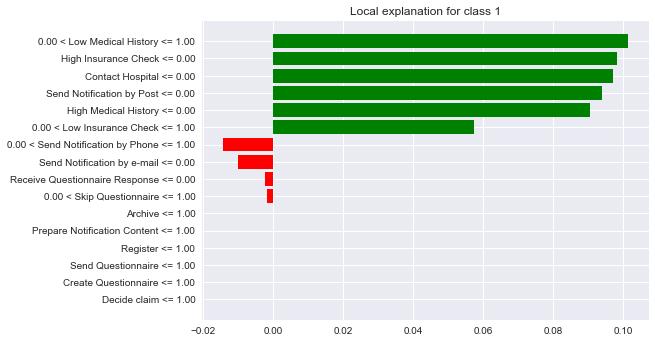 Local explanation for class 1
0.00 < Low Medical History <= 1.00
High Insurance Check <= 0.00
Contact Hospital <= 0.00
Send Notification by Post <= 0.00
High Medical History <= 0.00
0.00 < Low Insurance Check <= 1.00
0.00 < Send Notification by Phone <= 1.00
Send Notification by e-mail <= 0.00
Receive Questionnaire Response <= 0.00
0.00 < Skip Questionnaire <= 1.00
Archive <= 1.00
Prepare Notification Content <= 1.00
Register <= 1.00
Send Questionnaire <= 1.00
Create Questionnaire <= 1.00
Decide claim <= 1.00
−0.02 0.00 0.02 0.04 0.06 0.08 0.10